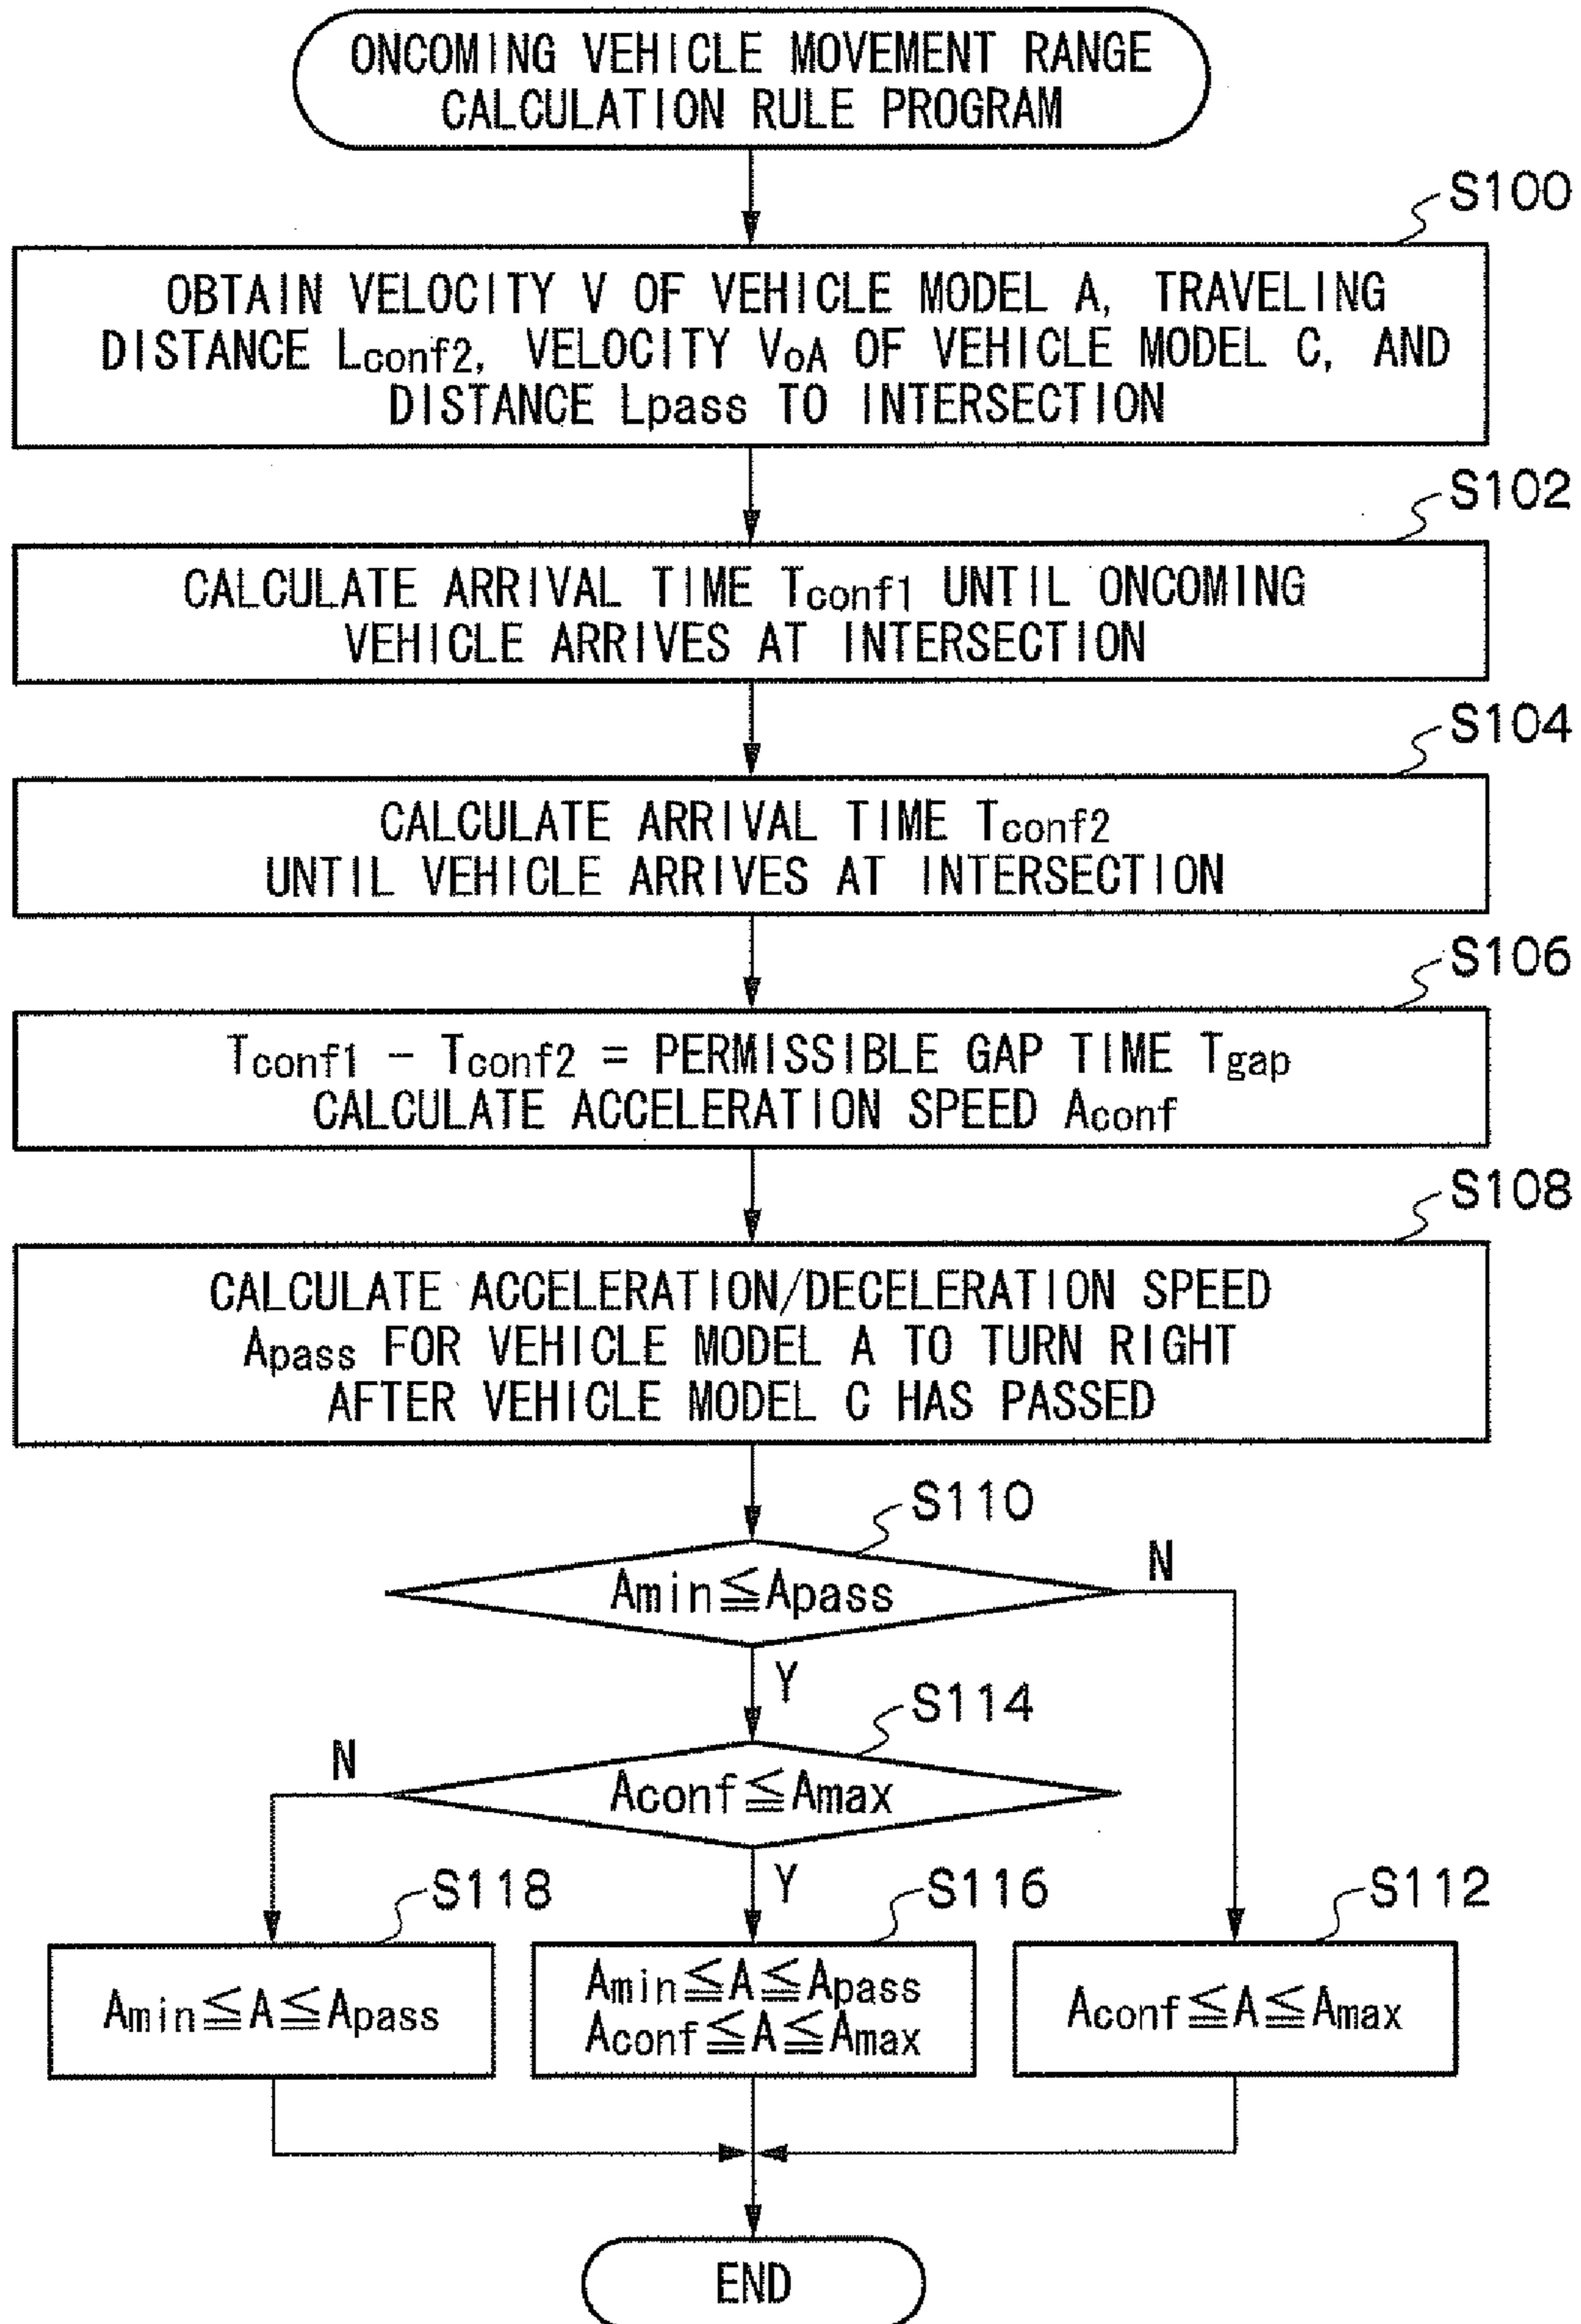 ONCOMING VEHICLE MOVEMENT RANGE
CALCULATION RULE PROGRAM
S100
OBTAIN VELOCITY V OF VEHICLE MODEL A, TRAVELING
DISTANCE Lconf2, VELOCITY VoA OF VEHICLE MODEL C, AND
DISTANCE Lpass TO INTERSECTION
S102
CALCULATE ARRIVAL TIME Tconf1 UNTIL ONCOMING
VEHICLE ARRIVES AT INTERSECTION
S104
CALCULATE ARRIVAL TIME Tconf2
UNTIL VEHICLE ARRIVES AT INTERSECTION
S106
Tconf1 - Tconf2 = PERMISSIBLE GAP TIME Tgap
CALCULATE ACCELERATION SPEED Aconf
S108
CALCULATE ACCELERATION/DECELERATION SPEED
Apass FOR VEHICLE MODEL A TO TURN RIGHT
AFTER VEHICLE MODEL C HAS PASSED
S110
Amin≦Apass
N
Y
S114
Aconf≦Amax
N
Y
S118
Amin≦A≦Apass
S116
Amin≦A≦Apass
Aconf≦A≦Amax
S112
Aconf≦A≦Amax
END